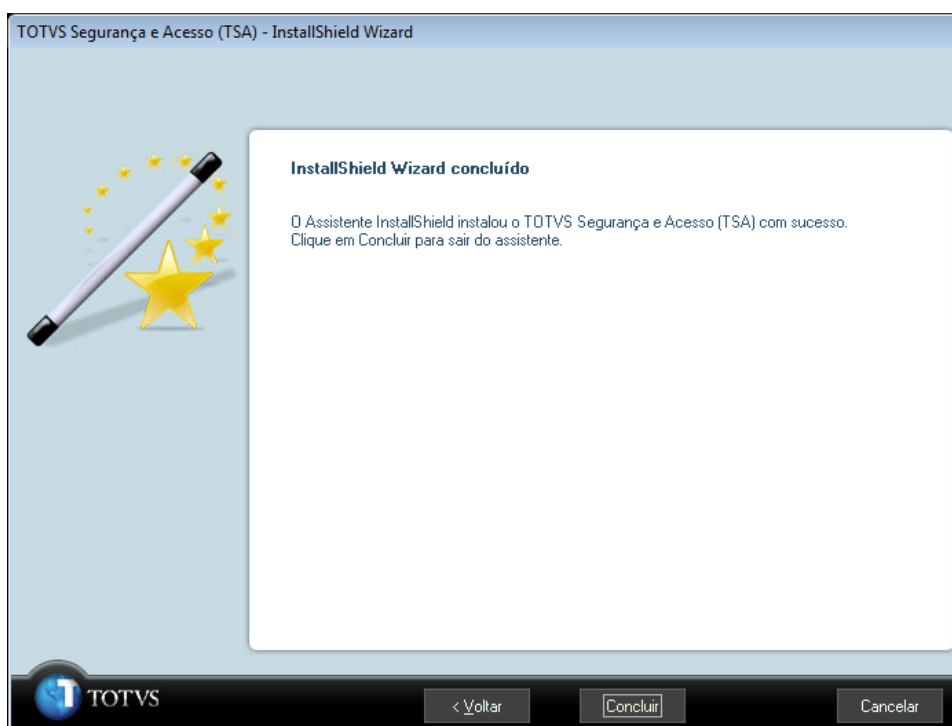 TOTVS Segurança e Acesso (TSA) - InstallShield Wizard
InstallShield Wizard concluído
O Assistente InstallShield instalou o TOTVS Segurança e Acesso (TSA) com sucesso.
Clique em Concluir para sair do assistente.
TOTVS
< Voltar
Concluir
Cancelar